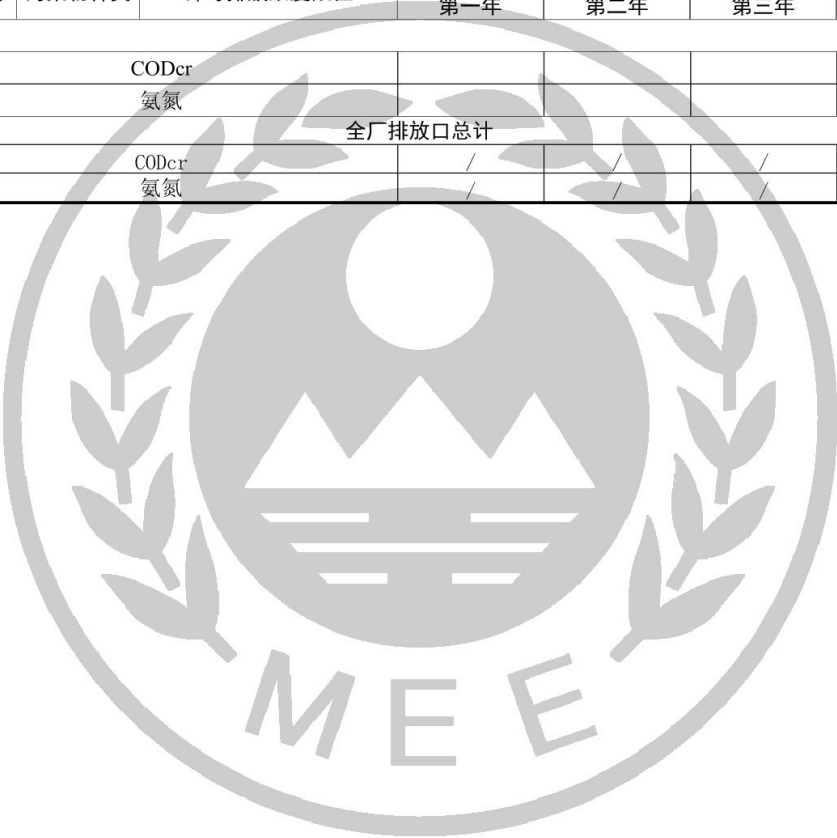 第一年 第二年 第三年
CODcr
氨氮
全厂排放口总计
CODcr / / /
氨氮 / / /
MEE